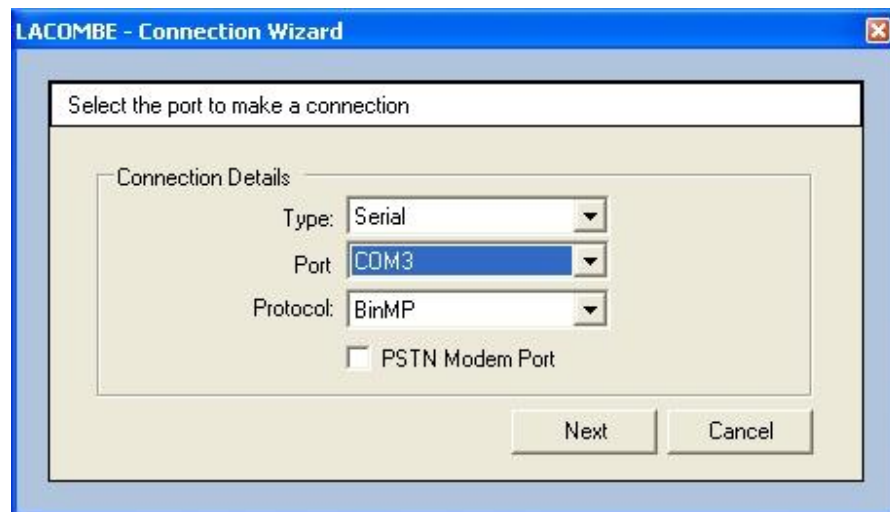 LACOMBE - Connection Wizard
Select the port to make a connection
Connection Details
Type: Serial
Port COM3
Protocol: BinMP
PSTN Modem Port
Next Cancel